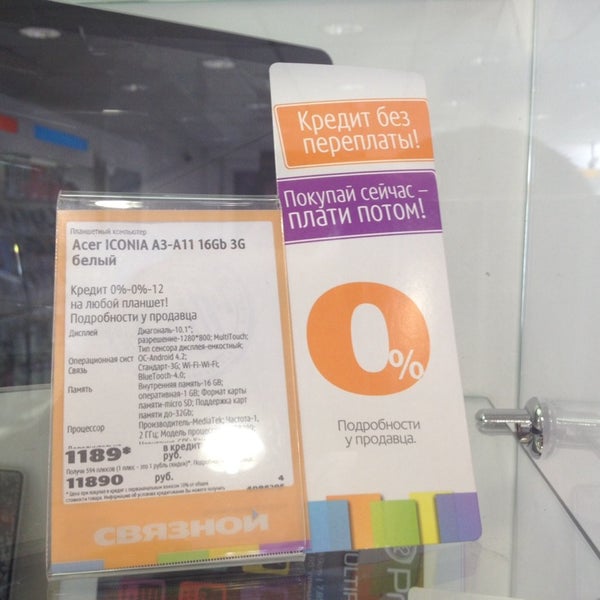 Кредит без
переплаты!
Покупай сейчас –
плати потом!
0%
Подробности
у продавца.
Планшетный компьютер
Acer ICONIA A3-A11 16Gb 3G
белый
Кредит 0%-0%-12
на любой планшет!
Подробности у продавца
Дисплей Диагональ-10,1";
разрешение-1280*800; MultiTouch;
Тип сенсора дисплея-емкостный;
Операционная сист ОС-Android 4.2;
Связь Стандарт-3G; Wi-Fi-Wi-Fi;
BlueTooth-4.0;
Память Внутренняя память-16 GB;
оперативная-1 GB; Формат карты
памяти-micro SD; Поддержка карт
памяти до-32Gb;
Процессор Производитель-MediaTek; Частота-1,
2 ГГц; Модель
1189* в кредит
руб.
11890 руб.
СВЯЗНОЙ